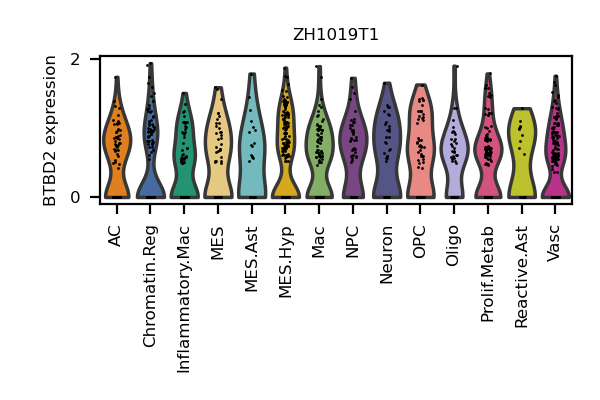 ZH1019T1
BTBD2 expression
2
0
AC
Chromatin.Reg
Inflammatory.Mac
MES
MES.Ast
MES.Hyp
Mac
NPC
Neuron
OPC
Oligo
Prolif.Metab
Reactive.Ast
Vasc